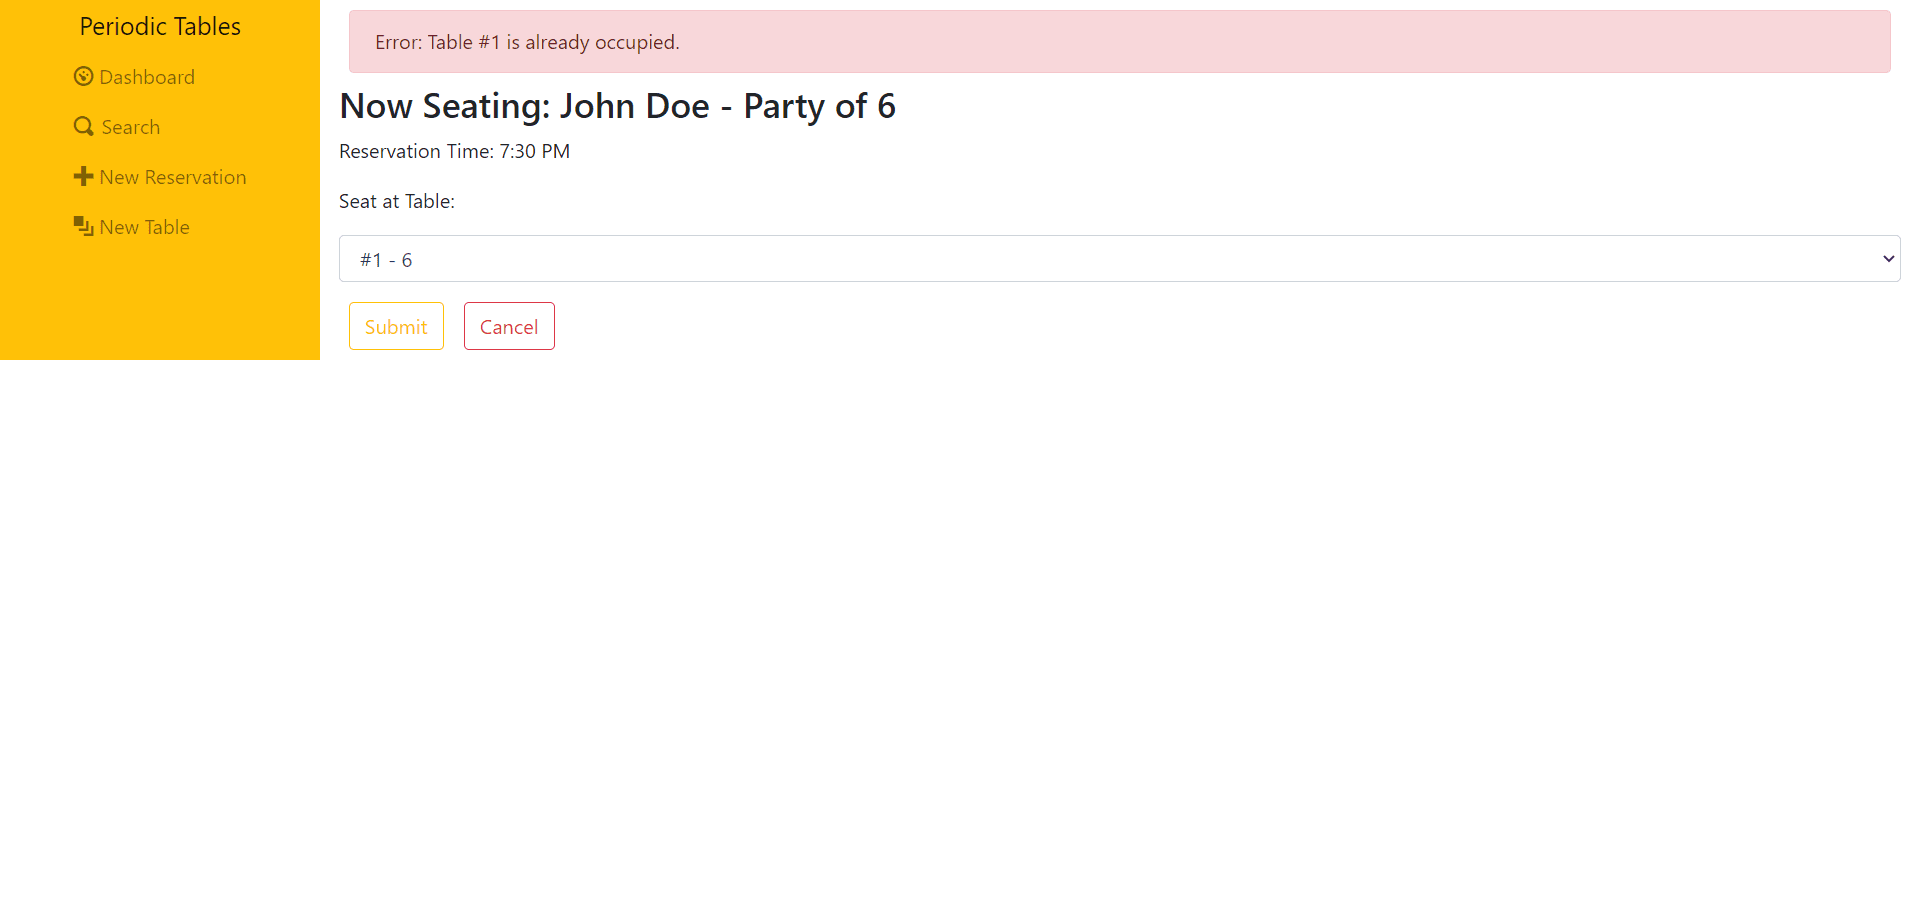 Periodic Tables
Dashboard
Search
New Reservation
New Table
Error: Table #1 is already occupied.
Now Seating: John Doe - Party of 6
Reservation Time: 7:30 PM
Seat at Table:
#1 - 6
Submit Cancel